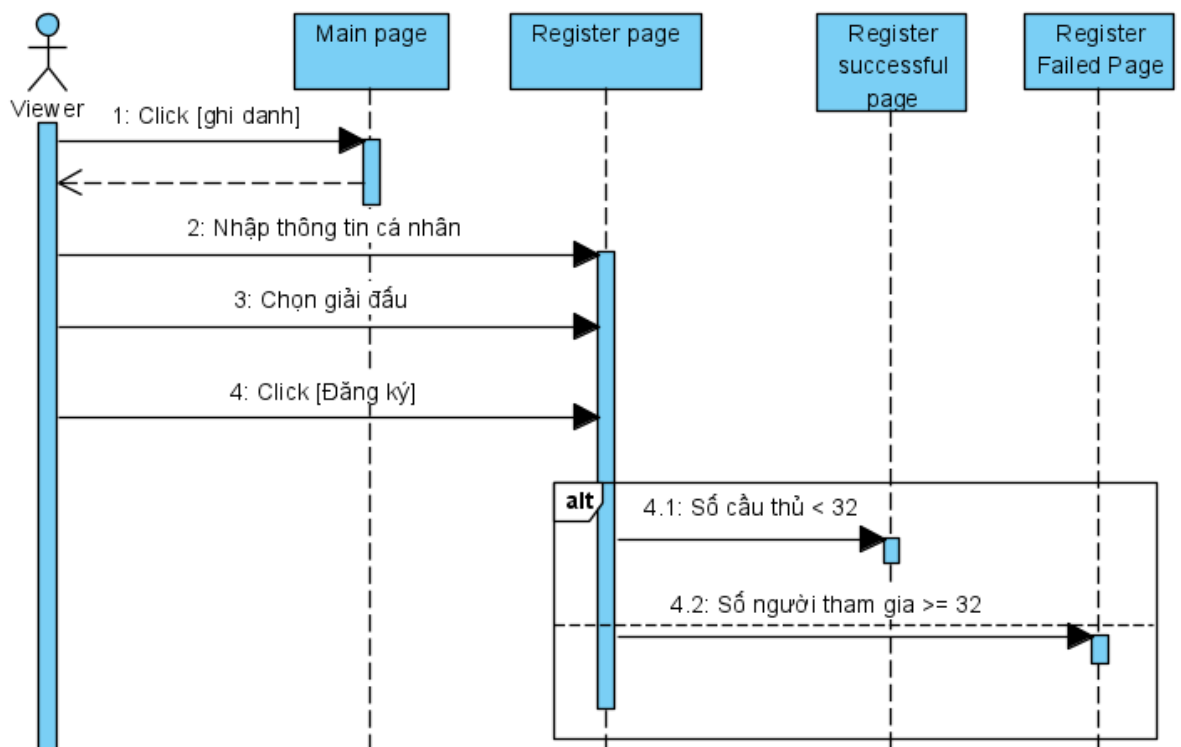 Main page
Register page
Register
successful
page
Register
Failed Page
Viewer
1: Click [ghi danh]
2: Nhập thông tin cá nhân
3: Chọn giải đấu
4: Click [Đăng ký]
alt
4.1: Số cầu thủ < 32
4.2: Số người tham gia >= 32